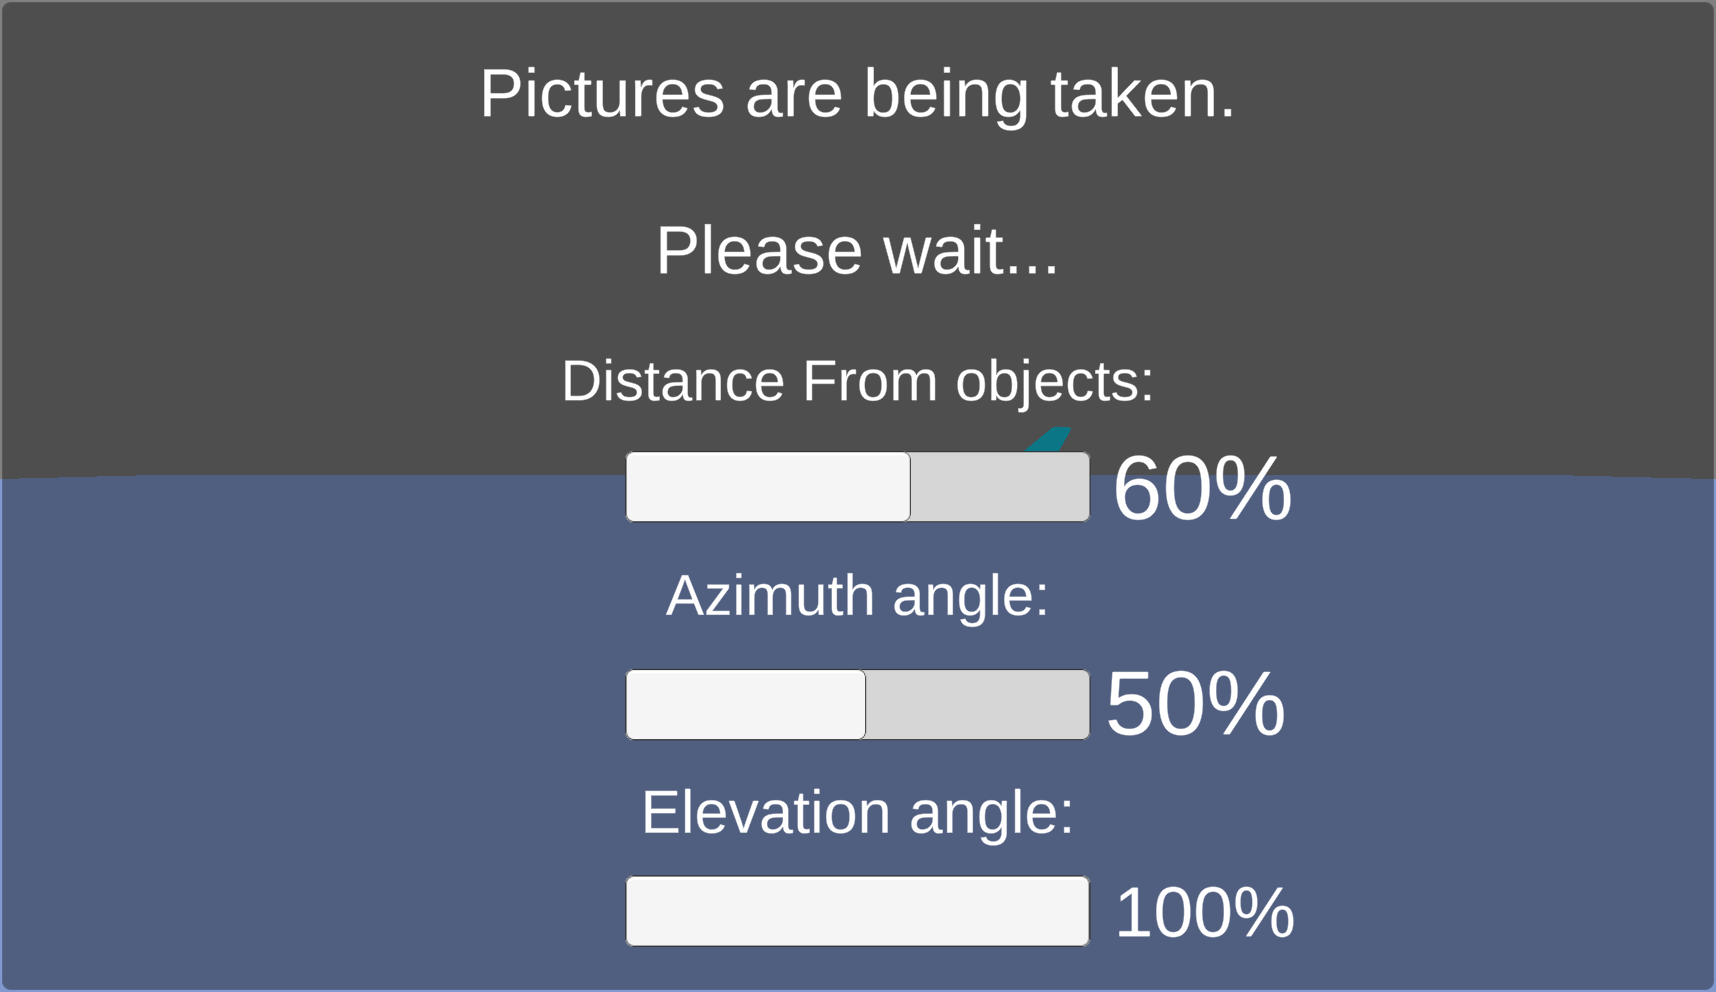 Pictures are being taken.
Please wait...
Distance From objects:
60%
Azimuth angle:
50%
Elevation angle:
100%